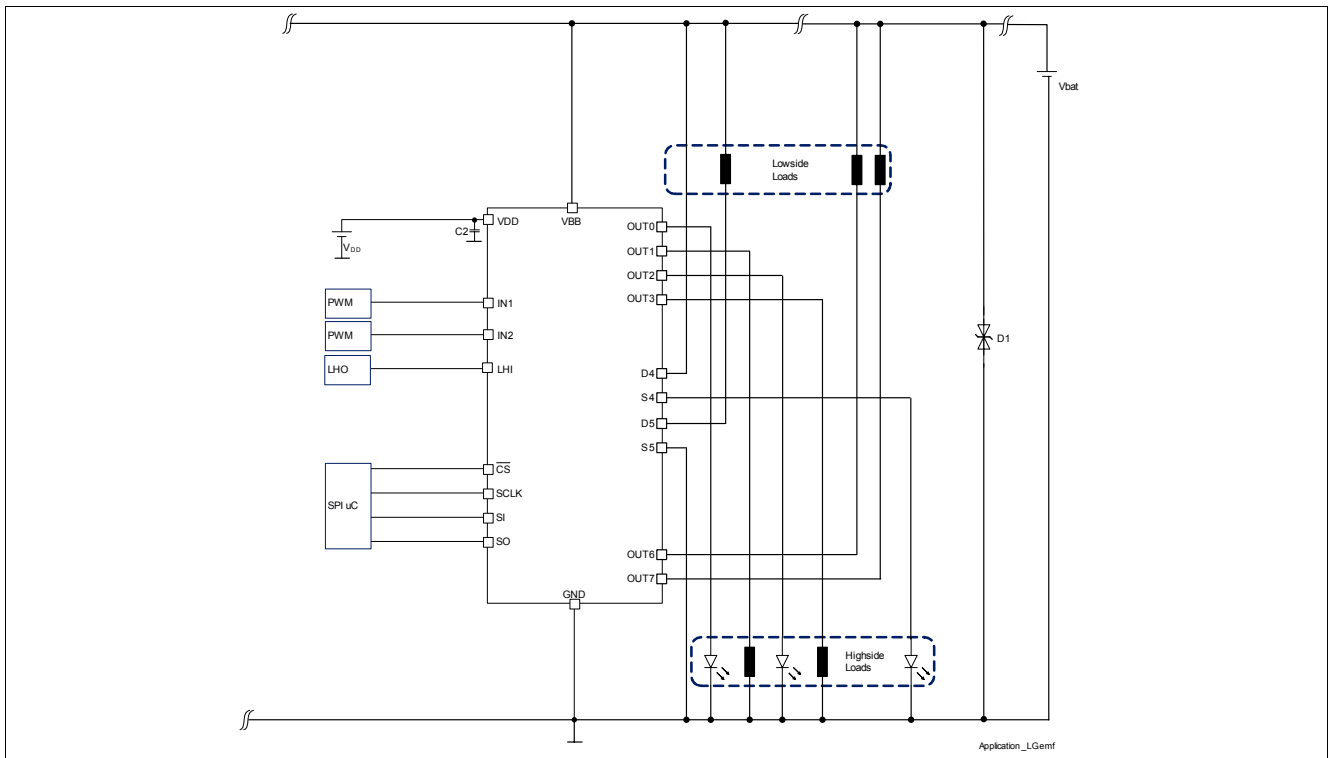 Vbat
Lowside
Loads
VDD
VBB
C2
VDD
OUT0
OUT1
OUT2
OUT3
PWM
IN1
PWM
IN2
LHO
LHI
D1
D4
S4
D5
S5
SPI uC
CS
SCLK
SI
SO
OUT6
OUT7
GND
Highside
Loads
Application_LG.emf